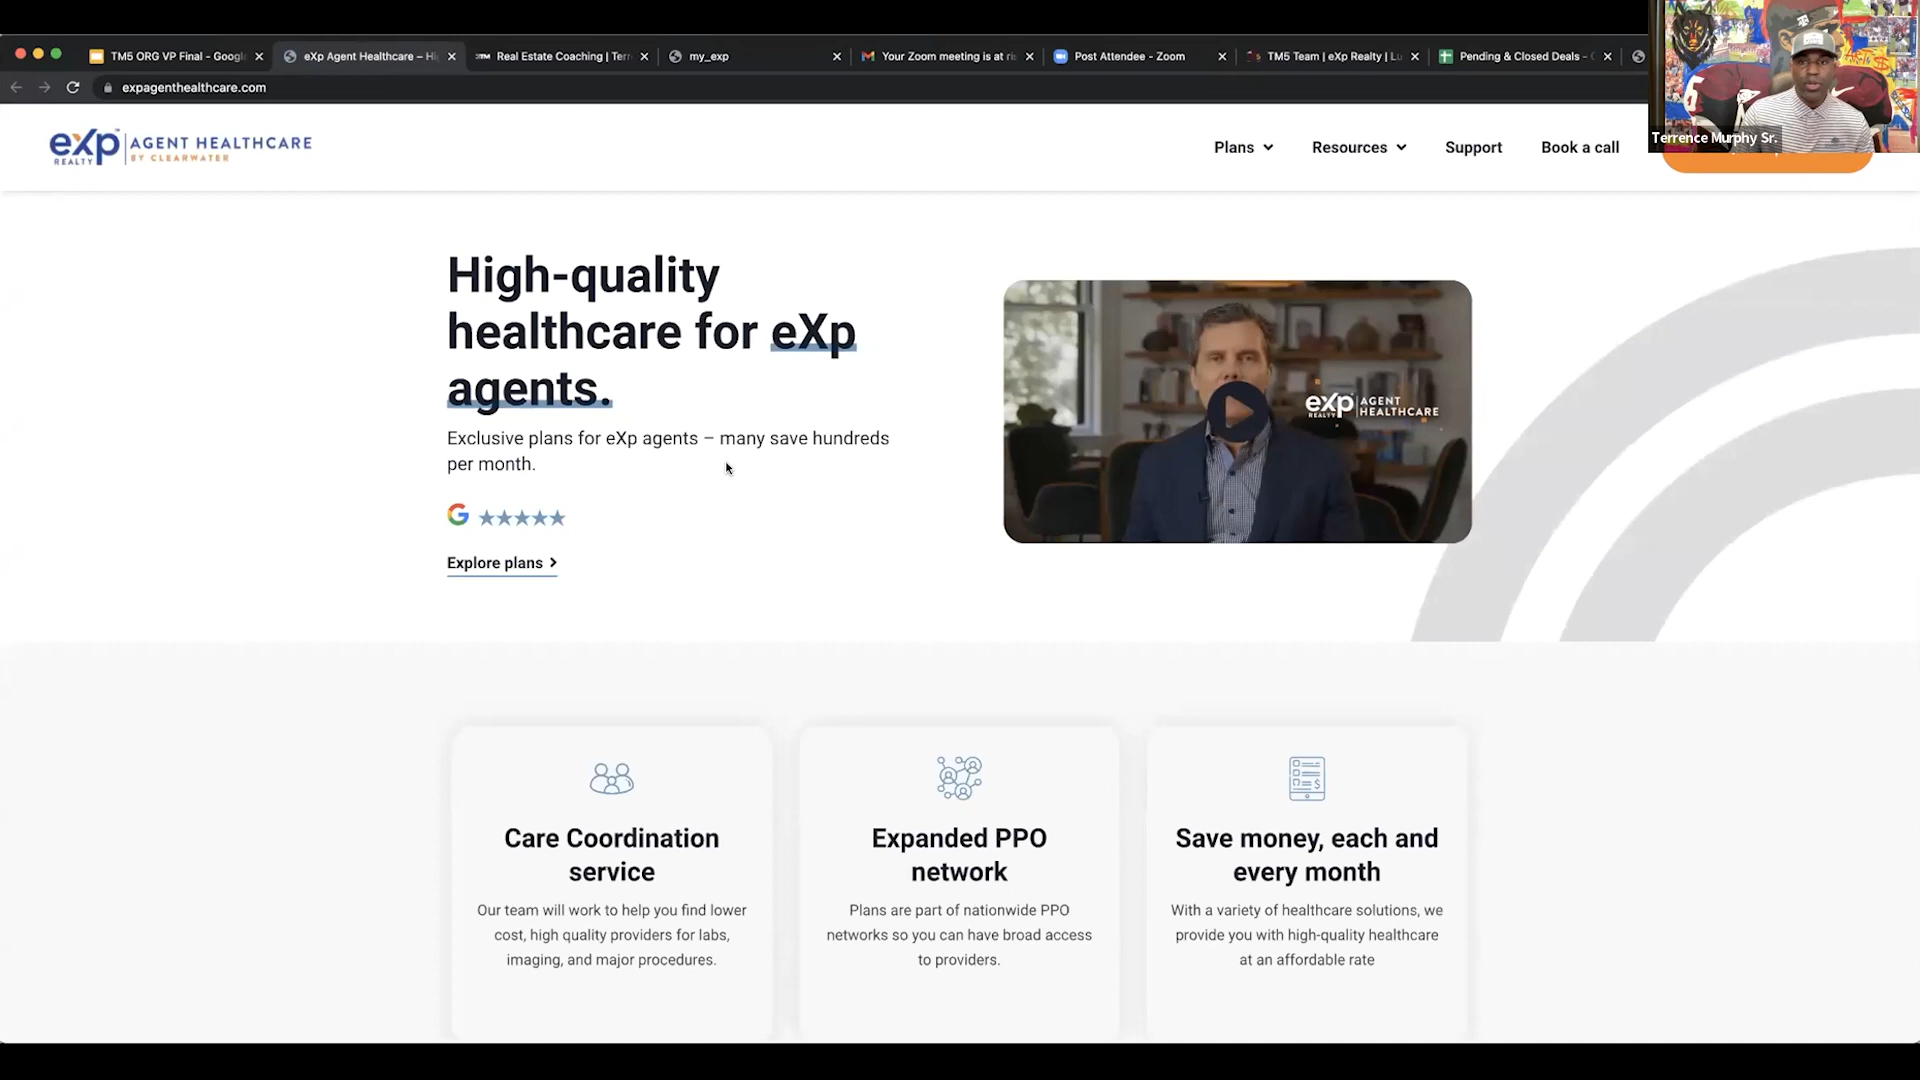 TM5 ORG VP Final - Googl
eXp Agent Healthcare – Hi
Real Estate Coaching | Terr
my_exp
Your Zoom meeting is at ris
Post Attendee - Zoom
TM5 Team | eXp Realty | Lu
Pending & Closed Deals -
expagenthealthcare.com
eXp REALTY
AGENT HEALTHCARE
BY CLEARWATER
Plans
Resources
Support
Book a call
Terrence Murphy Sr.
High-quality
healthcare for eXp
agents.
Exclusive plans for eXp agents – many save hundreds
per month.
Explore plans
eXp REALTY
AGENT
HEALTHCARE
Care Coordination
service
Our team will work to help you find lower
cost, high quality providers for labs,
imaging, and major procedures.
Expanded PPO
network
Plans are part of nationwide PPO
networks so you can have broad access
to providers.
Save money, each and
every month
With a variety of healthcare solutions, we
provide you with high-quality healthcare
at an affordable rate